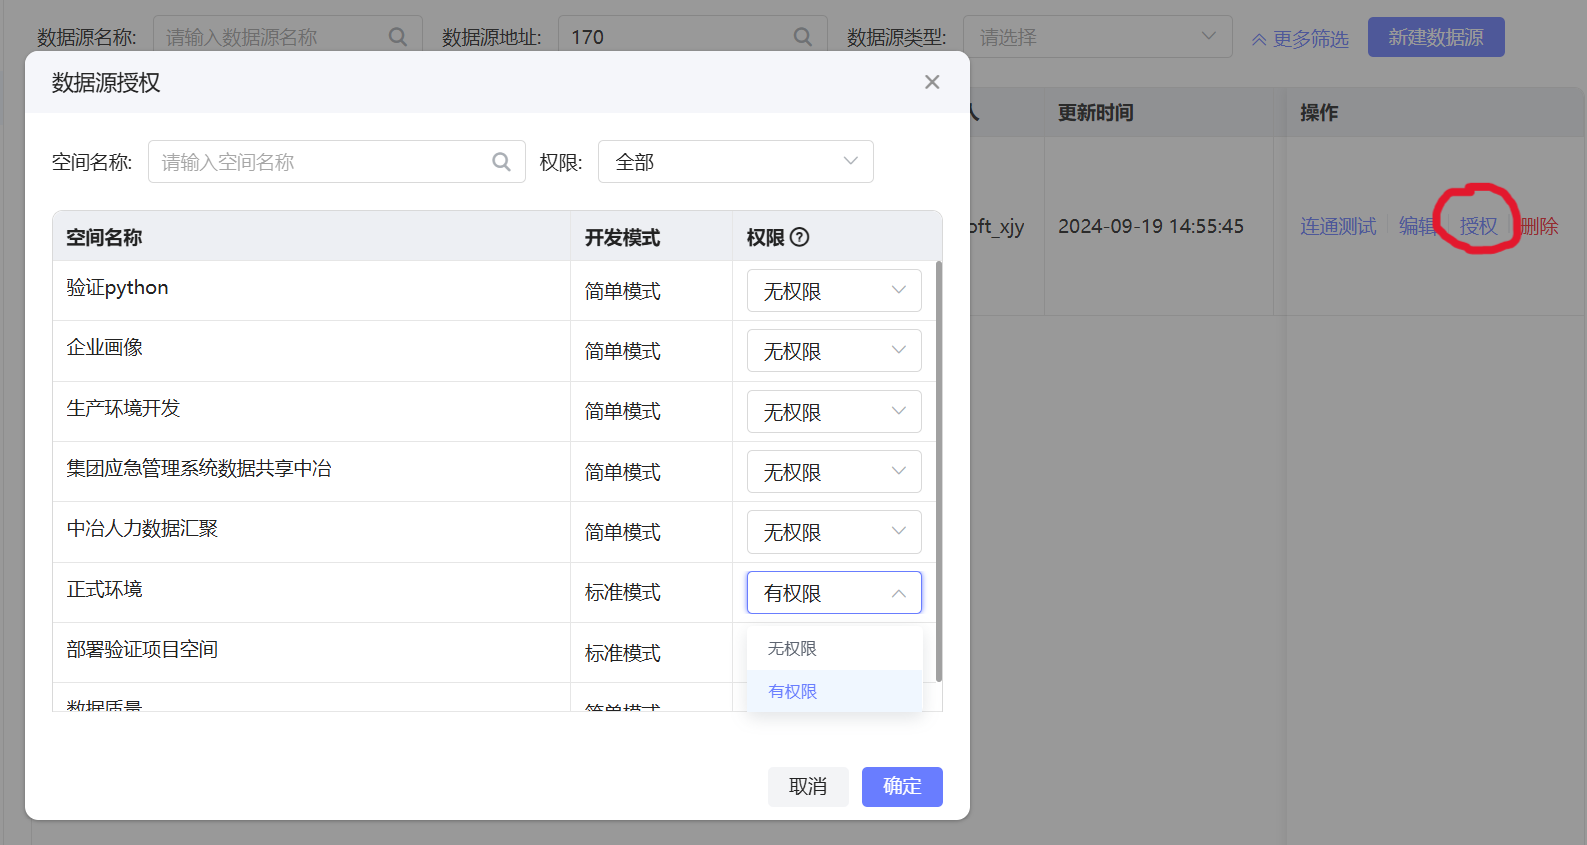 数据源名称: 请输入数据源名称 数据源地址: 170 数据源类型: 请选择 更多筛选 新建数据源
数据源授权
人 更新时间 操作
空间名称: 请输入空间名称 权限: 全部
oft_xjy 2024-09-19 14:55:45 连通测试 编辑 授权 删除
空间名称 开发模式 权限
验证python 简单模式 无权限
企业画像 简单模式 无权限
生产环境开发 简单模式 无权限
集团应急管理系统数据共享中冶 简单模式 无权限
中冶人力数据汇聚 简单模式 无权限
正式环境 标准模式 有权限
部署验证项目空间 标准模式 无权限
有权限
数据质量 简单模式
取消 确定